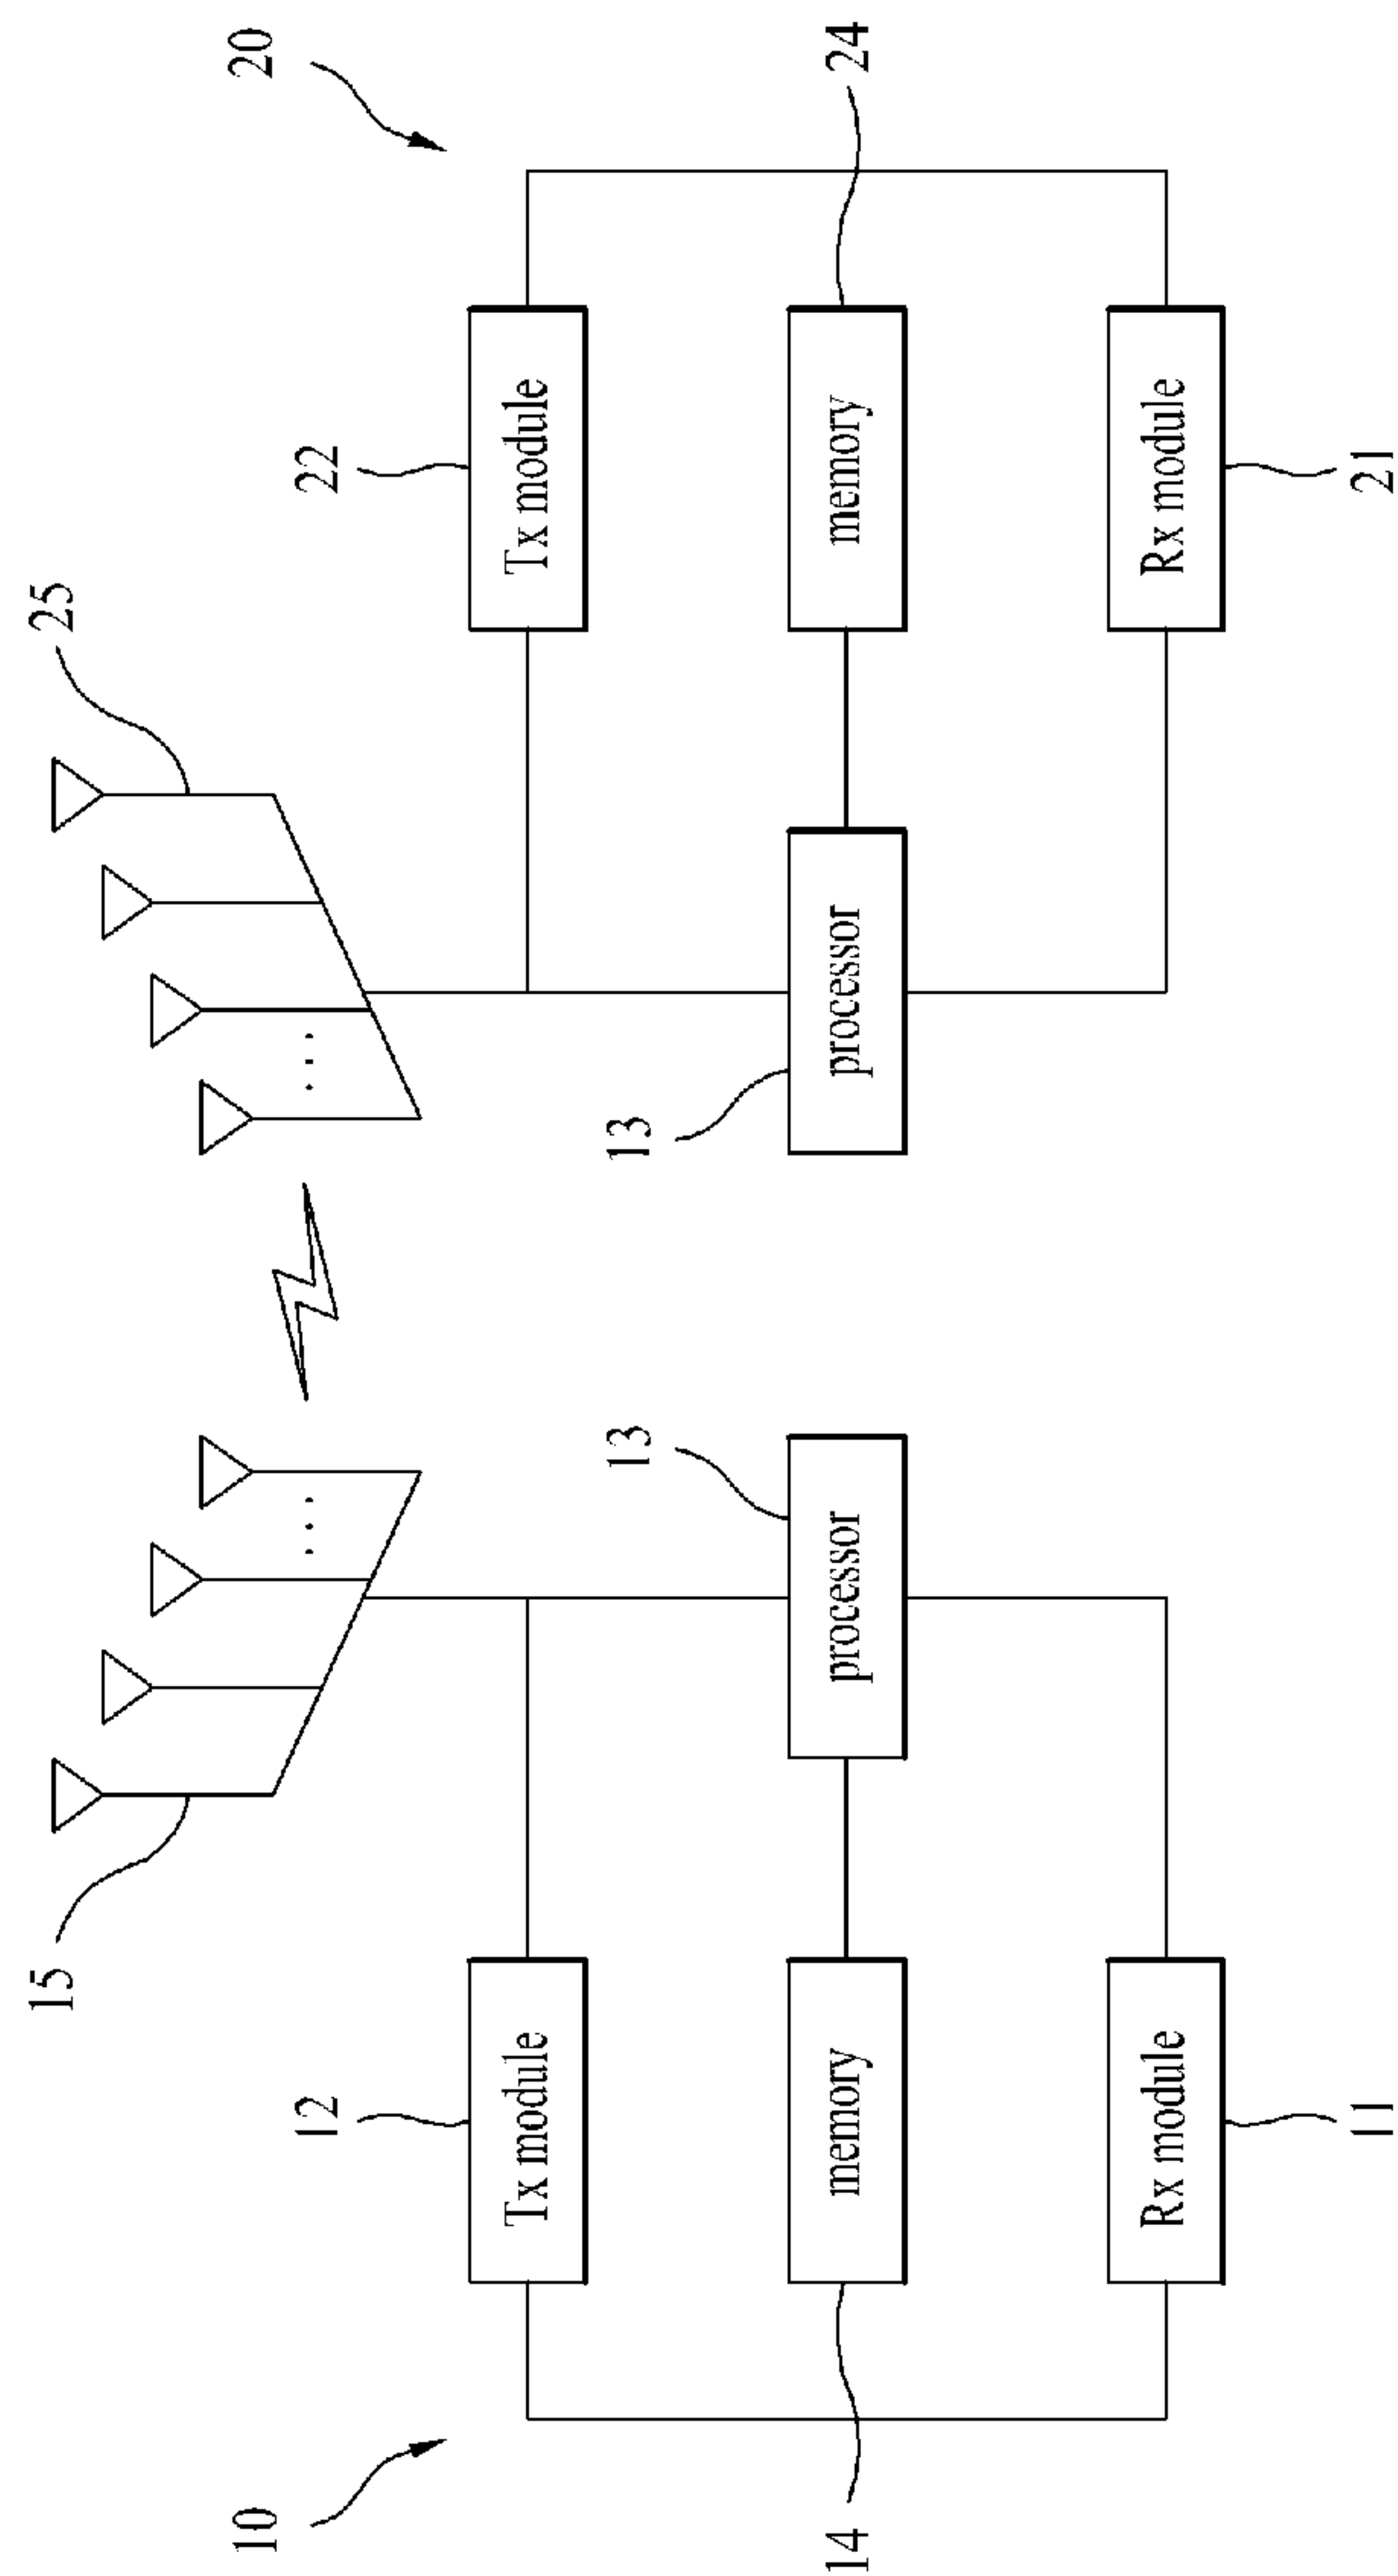 10
20
15
25
12
Tx module
22
Tx module
13
13
14
memory
processor
processor
memory
24
Rx module
11
Rx module
21